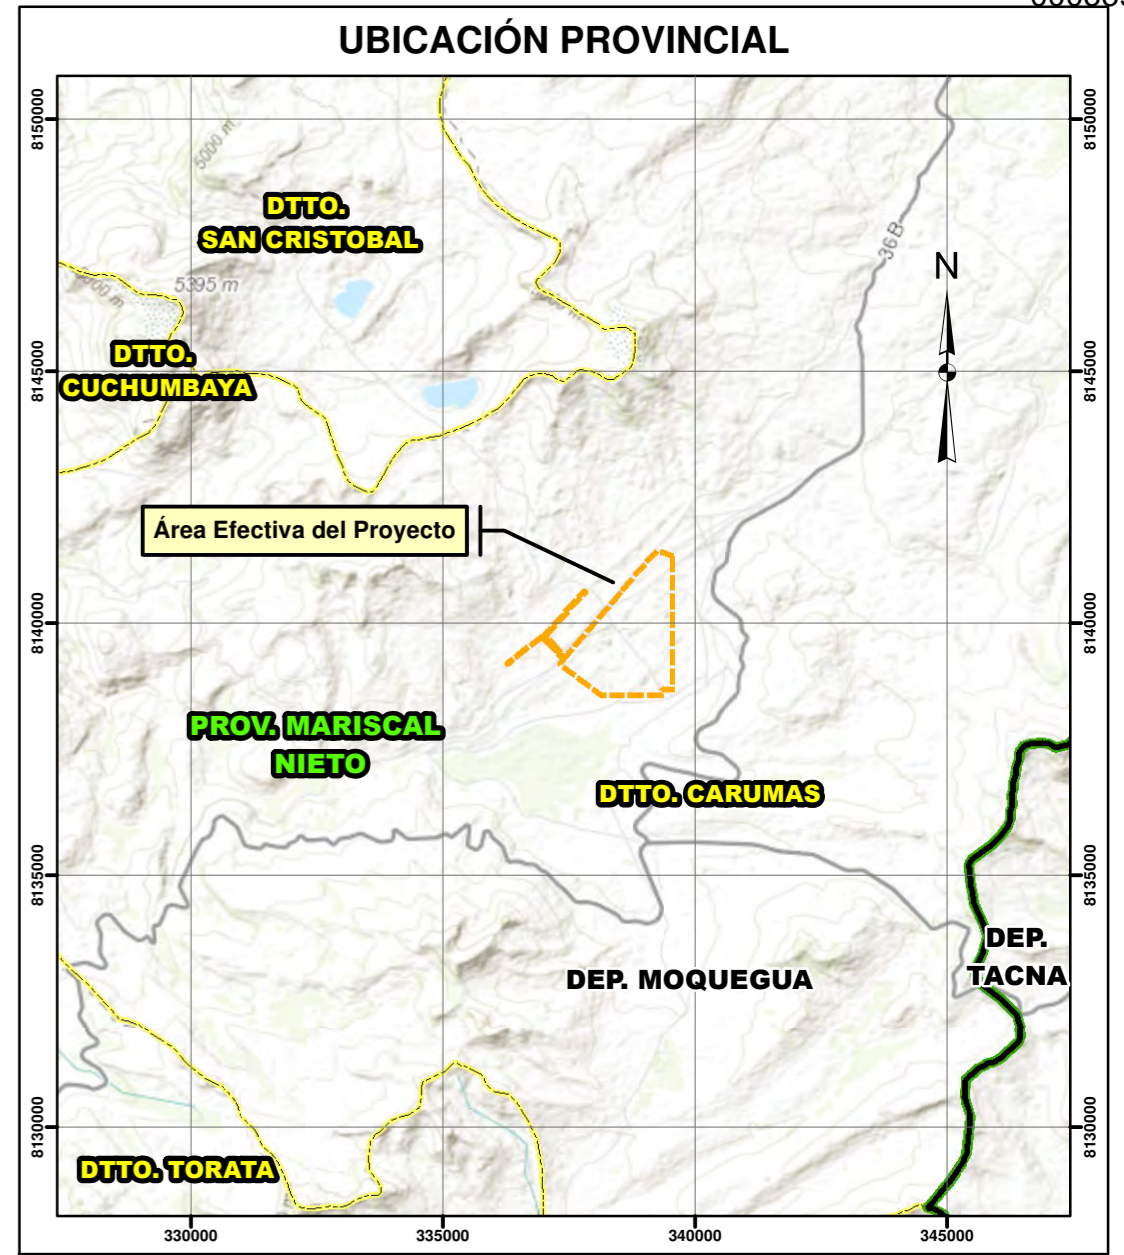 UBICACIÓN PROVINCIAL
8150000
8150000
5000 m
DTTO.
SAN CRISTOBAL
36B
N
5395 m
DTTO.
CUCHUMBAYA
8145000
8145000
Área Efectiva del Proyecto
8140000
8140000
PROV. MARISCAL
NIETO
DTTO. CARUMAS
8135000
8135000
DEP.
TACNA
DEP. MOQUEGUA
8130000
8130000
DTTO. TORATA
330000
335000
340000
345000